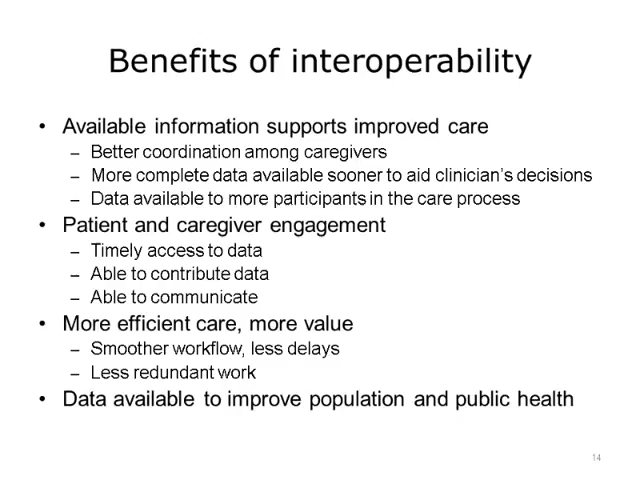 Benefits of interoperability
• Available information supports improved care
– Better coordination among caregivers
– More complete data available sooner to aid clinician's decisions
– Data available to more participants in the care process
• Patient and caregiver engagement
– Timely access to data
– Able to contribute data
– Able to communicate
• More efficient care, more value
– Smoother workflow, less delays
– Less redundant work
• Data available to improve population and public health
14